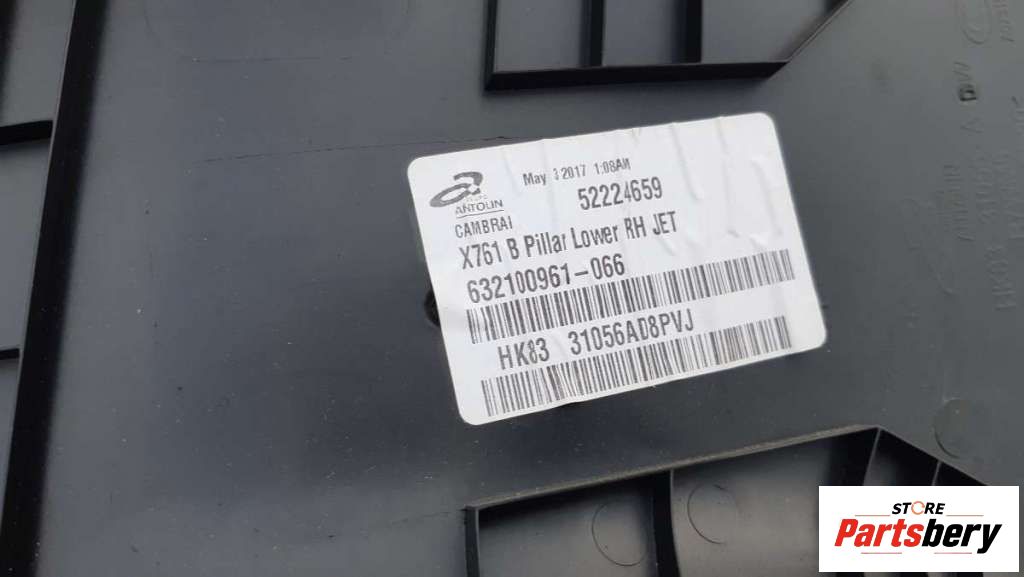 May 3 2017 1:08AM
52224659
ANTOLIN
CAMBRAI
X761 B Pillar Lower RH JET
632100961-066
HK83 31056AD8PVJ
STORE
Partsbery